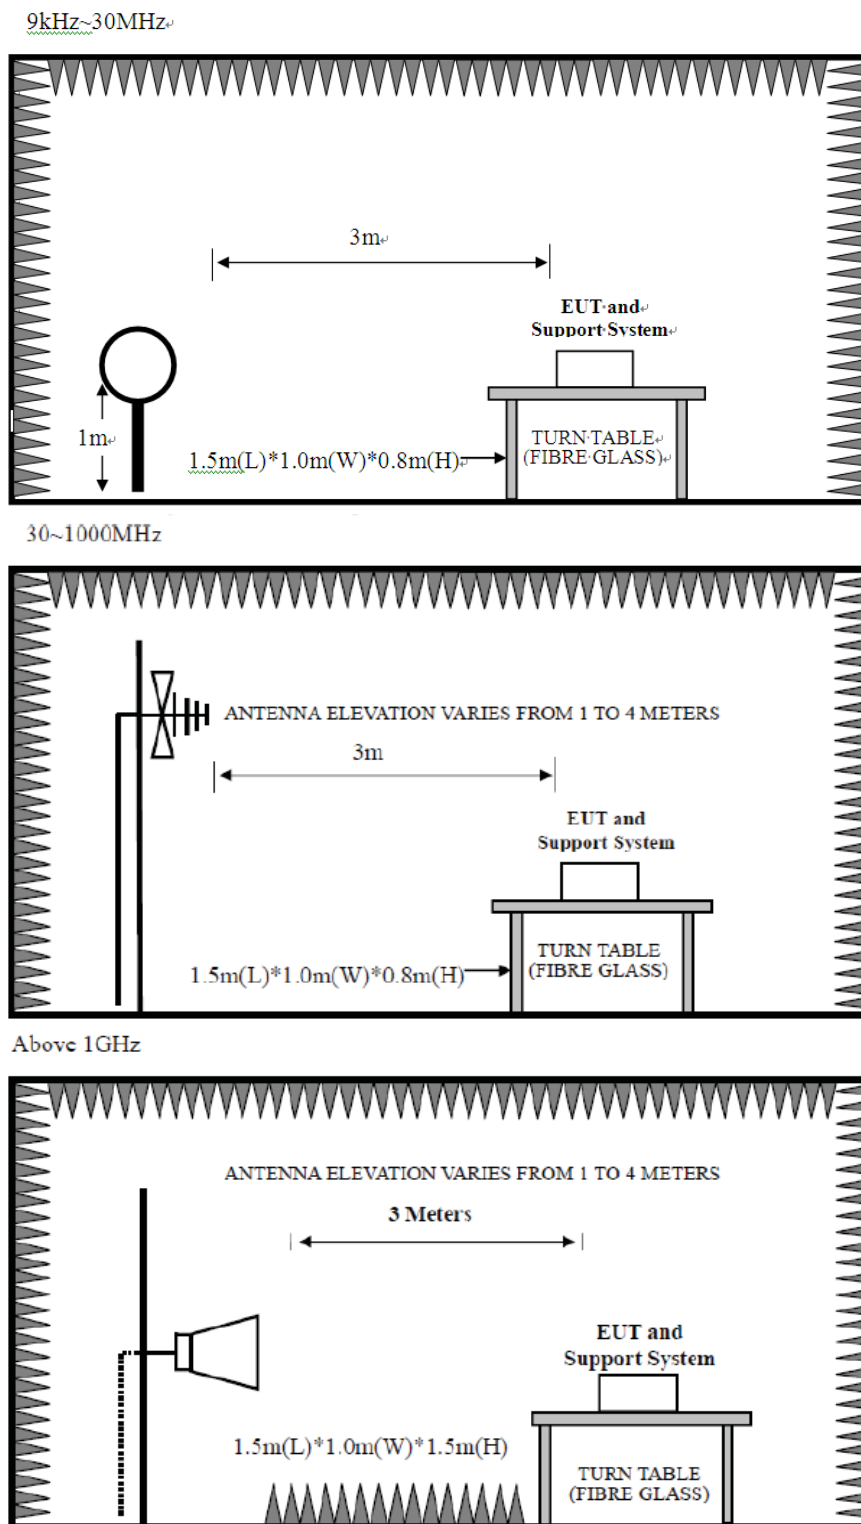 9kHz~30MHz
3m
EUT and
Support System
1m
1.5m(L)*1.0m(W)*0.8m(H)
TURN TABLE
(FIBRE GLASS)
30~1000MHz
ANTENNA ELEVATION VARIES FROM 1 TO 4 METERS
3m
EUT and
Support System
1.5m(L)*1.0m(W)*0.8m(H)
TURN TABLE
(FIBRE GLASS)
Above 1GHz
ANTENNA ELEVATION VARIES FROM 1 TO 4 METERS
3 Meters
EUT and
Support System
1.5m(L)*1.0m(W)*1.5m(H)
TURN TABLE
(FIBRE GLASS)